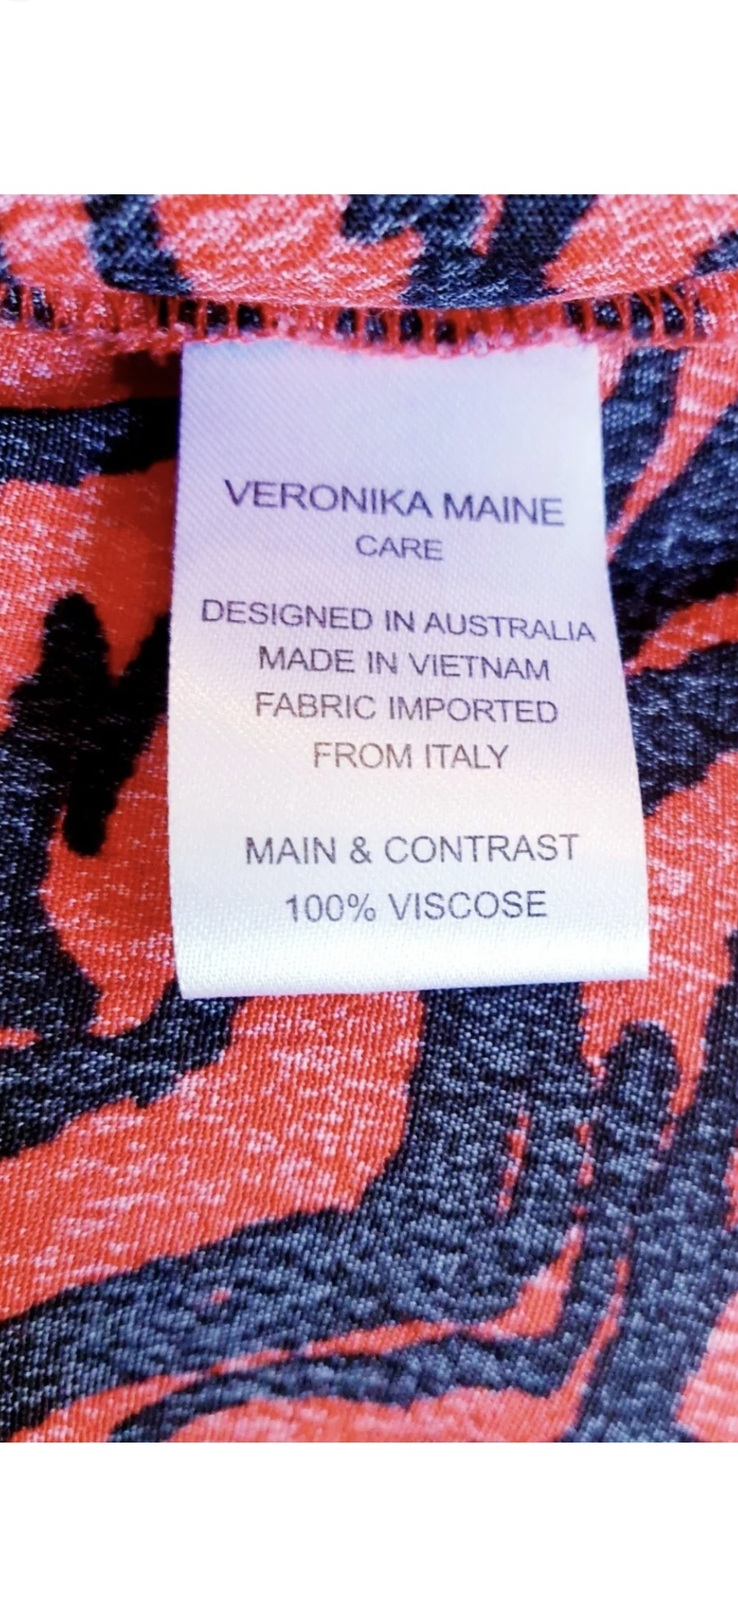 VERONIKA MAINE
CARE
DESIGNED IN AUSTRALIA
MADE IN VIETNAM
FABRIC IMPORTED
FROM ITALY
MAIN & CONTRAST
100% VISCOSE